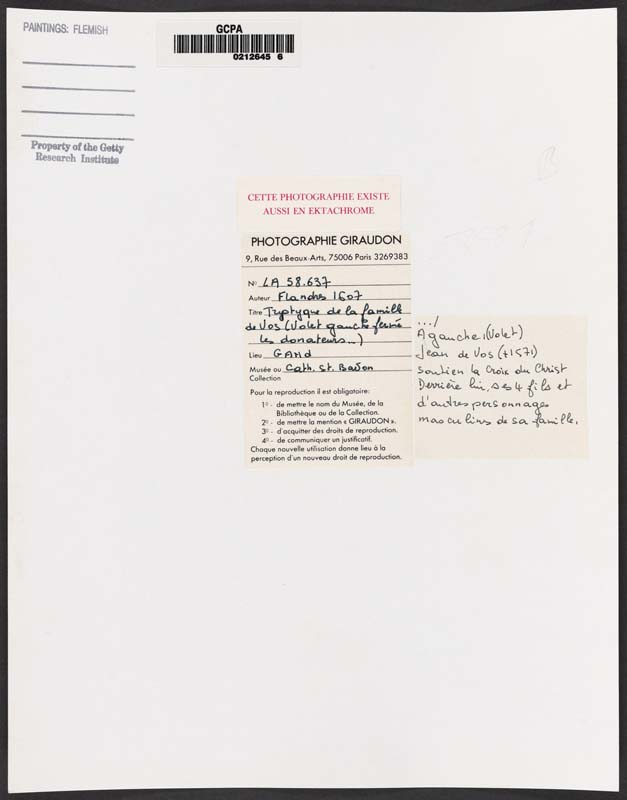 PAINTINGS: FLEMISH
GCPA
0212645 6
Property of the Getty
Research Institute
CETTE PHOTOGRAPHIE EXISTE
AUSSI EN EKTACHROME
PHOTOGRAPHIE GIRAUDON
9, Rue des Beaux-Arts, 75006 Paris 3269383
No LA 58.637
Auteur Flandres 1607
Titre Tryptyque de la famille
de Vos (Volet gauche fermé
les donateurs...)
Lieu GAND
Musée ou Cath. St. Bavon
Collection
Pour la reproduction il est obligatoire:
1o - de mettre le nom du Musée, de la
Bibliothèque ou de la Collection.
2o - de mettre la mention « GIRAUDON ».
3o - d'acquitter des droits de reproduction.
4o - de communiquer un justificatif.
Chaque nouvelle utilisation donne lieu à la
perception d'un nouveau droit de reproduction.
.../
A gauche, (Volet)
Jean de Vos (+1571)
soutien la Croix du Christ
Derrière lui, ses 4 fils et
d'autres personnages
masculins de sa famille.